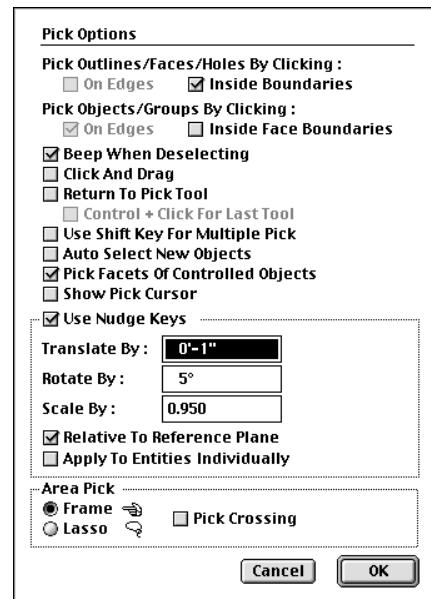 Pick Options
Pick Outlines/Faces/Holes By Clicking :
On Edges Inside Boundaries
Pick Objects/Groups By Clicking :
On Edges Inside Face Boundaries
Beep When Deselecting
Click And Drag
Return To Pick Tool
Control + Click For Last Tool
Use Shift Key For Multiple Pick
Auto Select New Objects
Pick Facets Of Controlled Objects
Show Pick Cursor
Use Nudge Keys
Translate By : 0'-1"
Rotate By : 5°
Scale By : 0.950
Relative To Reference Plane
Apply To Entities Individually
Area Pick
Frame
Lasso Pick Crossing
Cancel OK